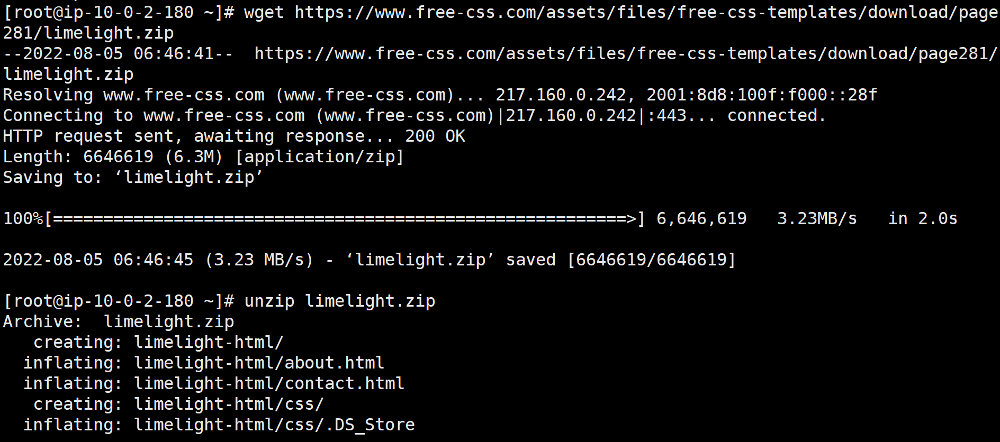 [root@ip-10-0-2-180 ~]# wget https://www.free-css.com/assets/files/free-css-templates/download/page
281/limelight.zip
--2022-08-05 06:46:41--  https://www.free-css.com/assets/files/free-css-templates/download/page281/
limelight.zip
Resolving www.free-css.com (www.free-css.com)... 217.160.0.242, 2001:8d8:100f:f000::28f
Connecting to www.free-css.com (www.free-css.com)|217.160.0.242|:443... connected.
HTTP request sent, awaiting response... 200 OK
Length: 6646619 (6.3M) [application/zip]
Saving to: ‘limelight.zip’
100%[=========================================================>] 6,646,619   3.23MB/s   in 2.0s
2022-08-05 06:46:45 (3.23 MB/s) - ‘limelight.zip’ saved [6646619/6646619]
[root@ip-10-0-2-180 ~]# unzip limelight.zip
Archive:  limelight.zip
   creating: limelight-html/
  inflating: limelight-html/about.html
  inflating: limelight-html/contact.html
   creating: limelight-html/css/
  inflating: limelight-html/css/.DS_Store